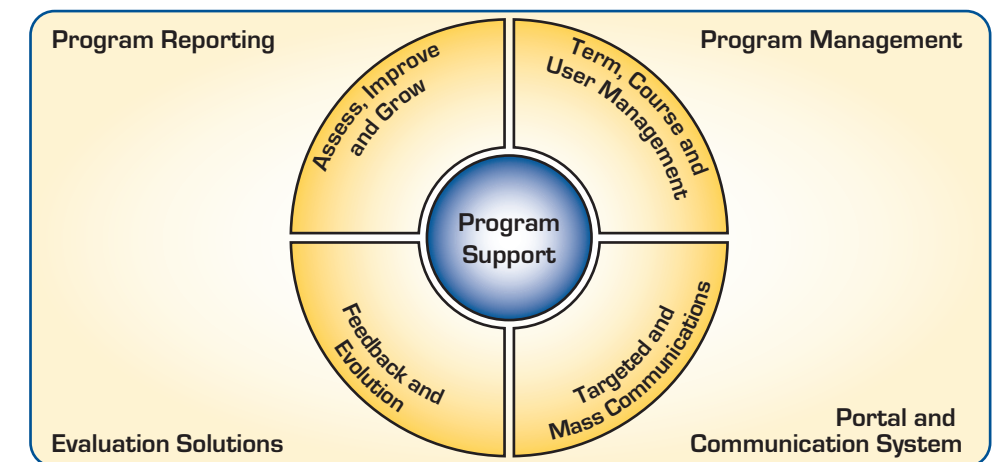 Program Reporting
Program Management
Assess, Improve
and Grow
Term, Course and
User Management
Program
Support
Feedback and
Evolution
Targeted and
Mass Communications
Evaluation Solutions
Portal and
Communication System